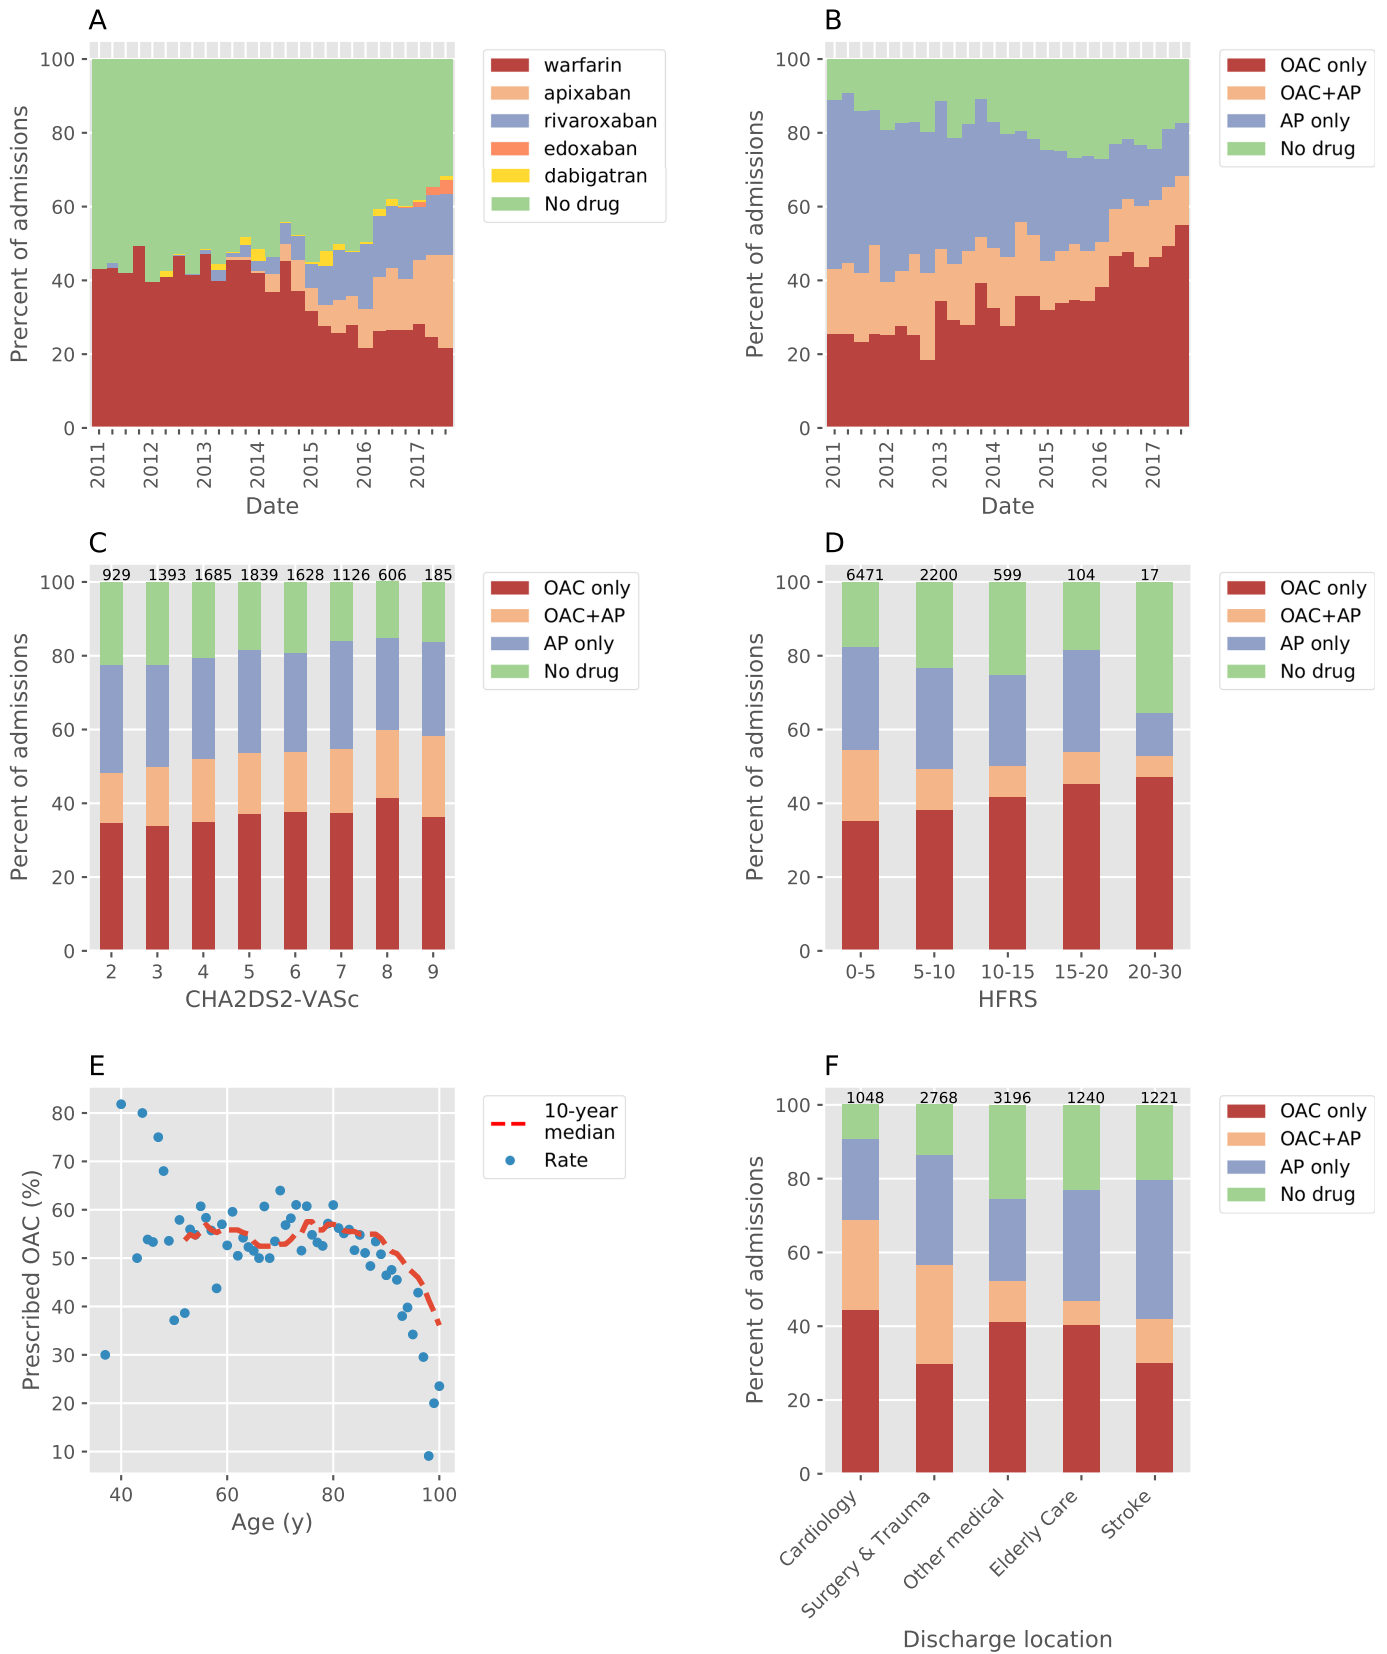 A
Prercent of admissions
100
80
60
40
20
0
2011
2012
2013
2014
2015
2016
2017
Date
warfarin
apixaban
rivaroxaban
edoxaban
dabigatran
No drug
B
Percent of admissions
100
80
60
40
20
0
2011
2012
2013
2014
2015
2016
2017
Date
OAC only
OAC+AP
AP only
No drug
C
Percent of admissions
100
80
60
40
20
0
929 1393 1685 1839 1628 1126 606 185
2 3 4 5 6 7 8 9
CHA2DS2-VASc
OAC only
OAC+AP
AP only
No drug
D
Percent of admissions
100
80
60
40
20
0
6471 2200 599 104 17
0-5 5-10 10-15 15-20 20-30
HFRS
OAC only
OAC+AP
AP only
No drug
E
Prescribed OAC (%)
80
70
60
50
40
30
20
10
40 60 80 100
Age (y)
10-year
median
Rate
F
Percent of admissions
100
80
60
40
20
0
1048 2768 3196 1240 1221
Cardiology
Surgery & Trauma
Other medical
Elderly Care
Stroke
Discharge location
OAC only
OAC+AP
AP only
No drug